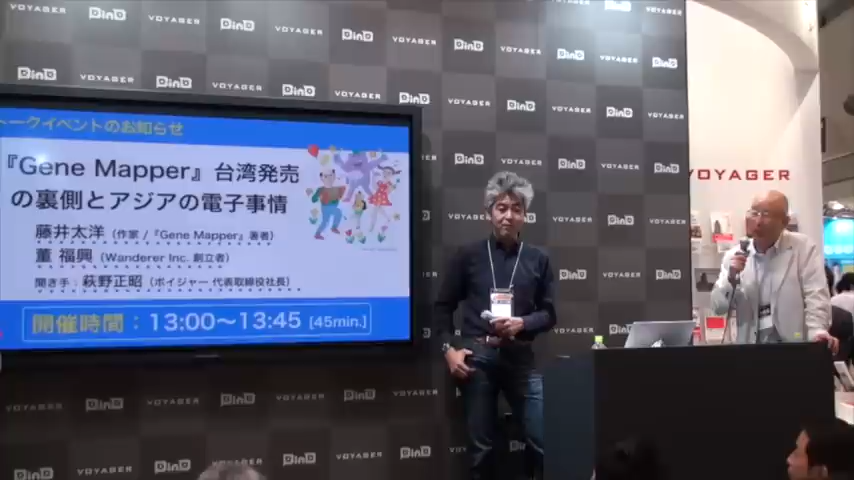 トークイベントのお知らせ
『Gene Mapper』台湾発売
の裏側とアジアの電子事情
藤井太洋（作家 /『Gene Mapper』著者）
董 福興（Wanderer Inc. 創立者）
聞き手：萩野正昭（ボイジャー 代表取締役社長）
開催時間：13:00〜13:45 [45min.]
VOYAGER BinB VOYAGER BinB VOYAGER
VOYAGER